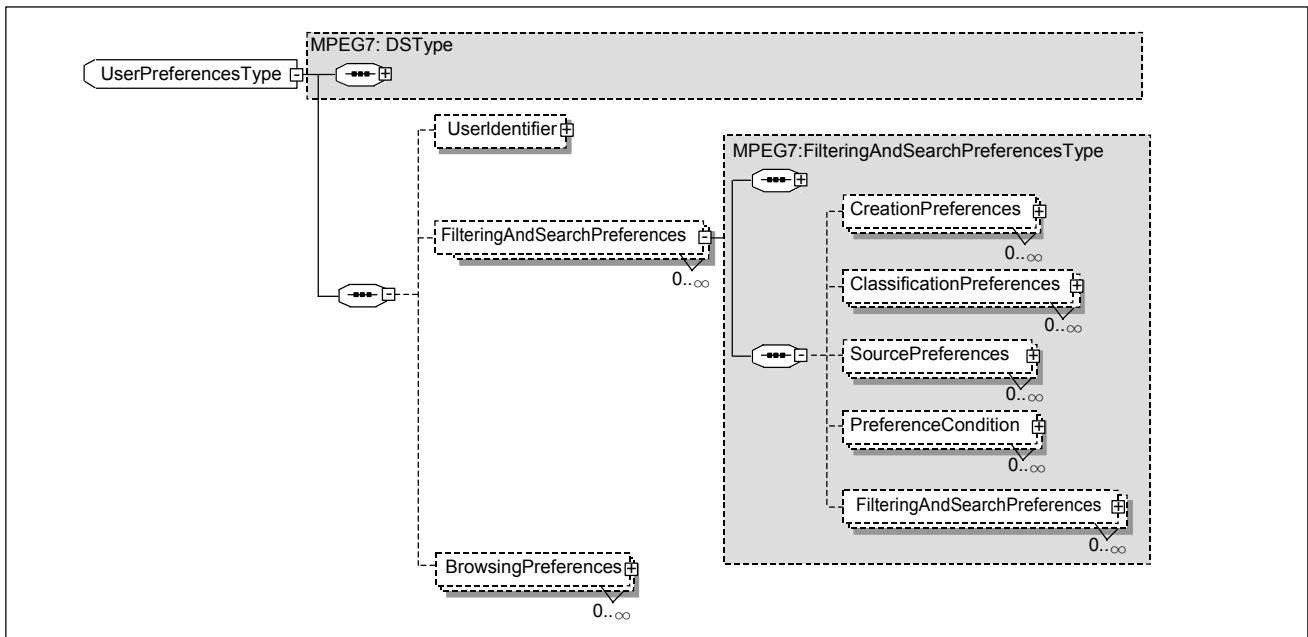 MPEG7: DSType
UserPreferencesType
UserIdentifier
MPEG7:FilteringAndSearchPreferencesType
CreationPreferences
0..∞
FilteringAndSearchPreferences
0..∞
ClassificationPreferences
0..∞
SourcePreferences
0..∞
PreferenceCondition
0..∞
FilteringAndSearchPreferences
0..∞
BrowsingPreferences
0..∞